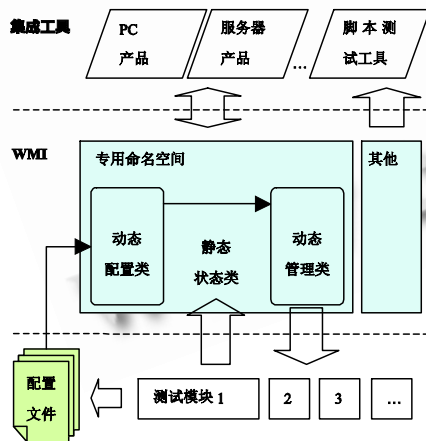 集成工具
PC
产品
服务器
产品
…
脚本测
试工具
WMI
专用命名空间
其他
动态
配置类
静态
状态类
动态
管理类
配置
文件
测试模块 1
2
3
…